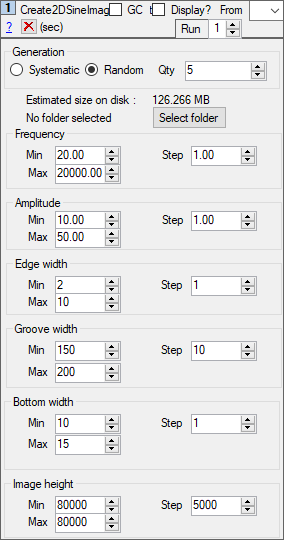 1 Create2DSineImag GC t Display? From
? (sec) Run 1
Generation
Systematic Random Qty 5
Estimated size on disk : 126.266 MB
No folder selected Select folder
Frequency
Min 20.00 Step 1.00
Max 20000.00
Amplitude
Min 10.00 Step 1.00
Max 50.00
Edge width
Min 2 Step 1
Max 10
Groove width
Min 150 Step 10
Max 200
Bottom width
Min 10 Step 1
Max 15
Image height
Min 80000 Step 5000
Max 80000